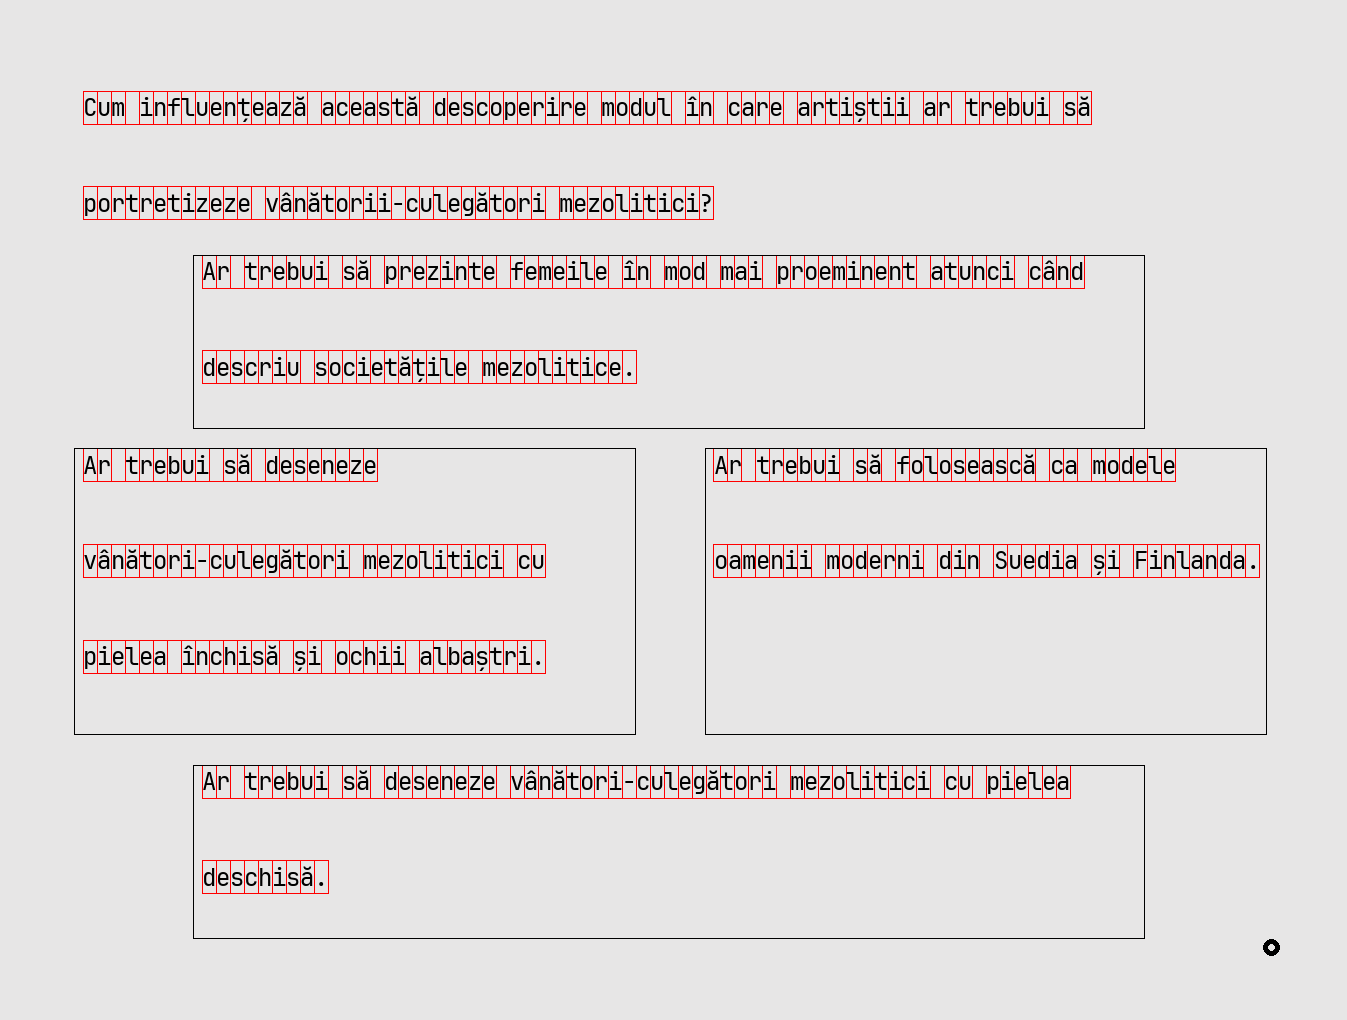 Cum influențează această descoperire modul în care artiștii ar trebui să
portretizeze vânătorii-culegători mezolitici?
Ar trebui să prezinte femeile în mod mai proeminent atunci când
descriu societățile mezolitice.
Ar trebui să deseneze
vânători-culegători mezolitici cu
pielea închisă și ochii albaștri.
Ar trebui să folosească ca modele
oamenii moderni din Suedia și Finlanda.
Ar trebui să deseneze vânători-culegători mezolitici cu pielea
deschisă.